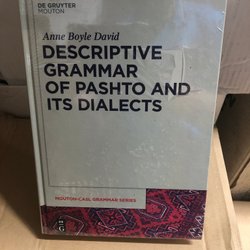 DE GRUYTER
MOUTON
Anne Boyle David
DESCRIPTIVE
GRAMMAR
OF PASHTO AND
ITS DIALECTS
MOUTON-CASL GRAMMAR SERIES